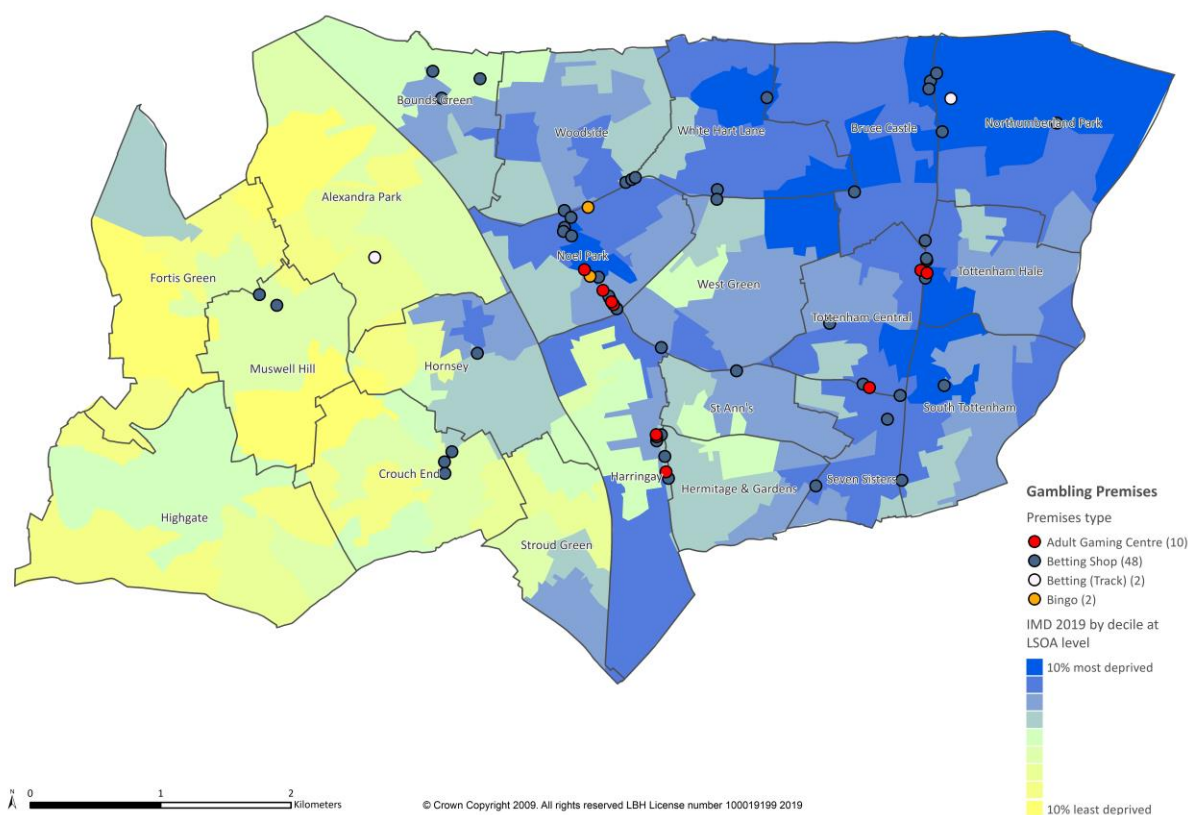 Bounds Green
Woodside
White Hart Lane
Bruce Castle
Northumberland Park
Alexandra Park
Fortis Green
Noel Park
West Green
Tottenham Hale
Tottenham Central
Muswell Hill
Hornsey
St Ann's
South Tottenham
Crouch End
Harringay
Hermitage & Gardens
Seven Sisters
Highgate
Stroud Green
Gambling Premises
Premises type
Adult Gaming Centre (10)
Betting Shop (48)
Betting (Track) (2)
Bingo (2)
IMD 2019 by decile at
LSOA level
10% most deprived
10% least deprived
N
0 1 2
Kilometers
© Crown Copyright 2009. All rights reserved LBH License number 100019199 2019